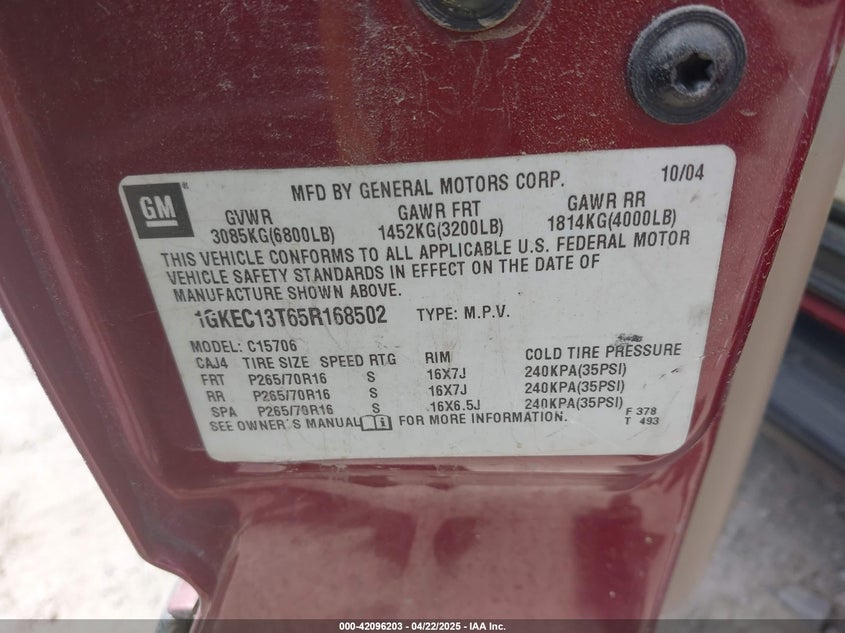 GM
MFD BY GENERAL MOTORS CORP. 10/04
GVWR GAWR FRT GAWR RR
3085KG(6800LB) 1452KG(3200LB) 1814KG(4000LB)
THIS VEHICLE CONFORMS TO ALL APPLICABLE U.S. FEDERAL MOTOR
VEHICLE SAFETY STANDARDS IN EFFECT ON THE DATE OF
MANUFACTURE SHOWN ABOVE.
1GKEC13T65R168502 TYPE: M.P.V.
MODEL: C15706
CAJ4 TIRE SIZE SPEED RTG RIM COLD TIRE PRESSURE
FRT P265/70R16 S 16X7J 240KPA(35PSI)
RR P265/70R16 S 16X7J 240KPA(35PSI)
SPA P265/70R16 S 16X6.5J 240KPA(35PSI)
SEE OWNER'S MANUAL FOR MORE INFORMATION.
F 378
T 493
000-42096203 - 04/22/2025 - IAA Inc.